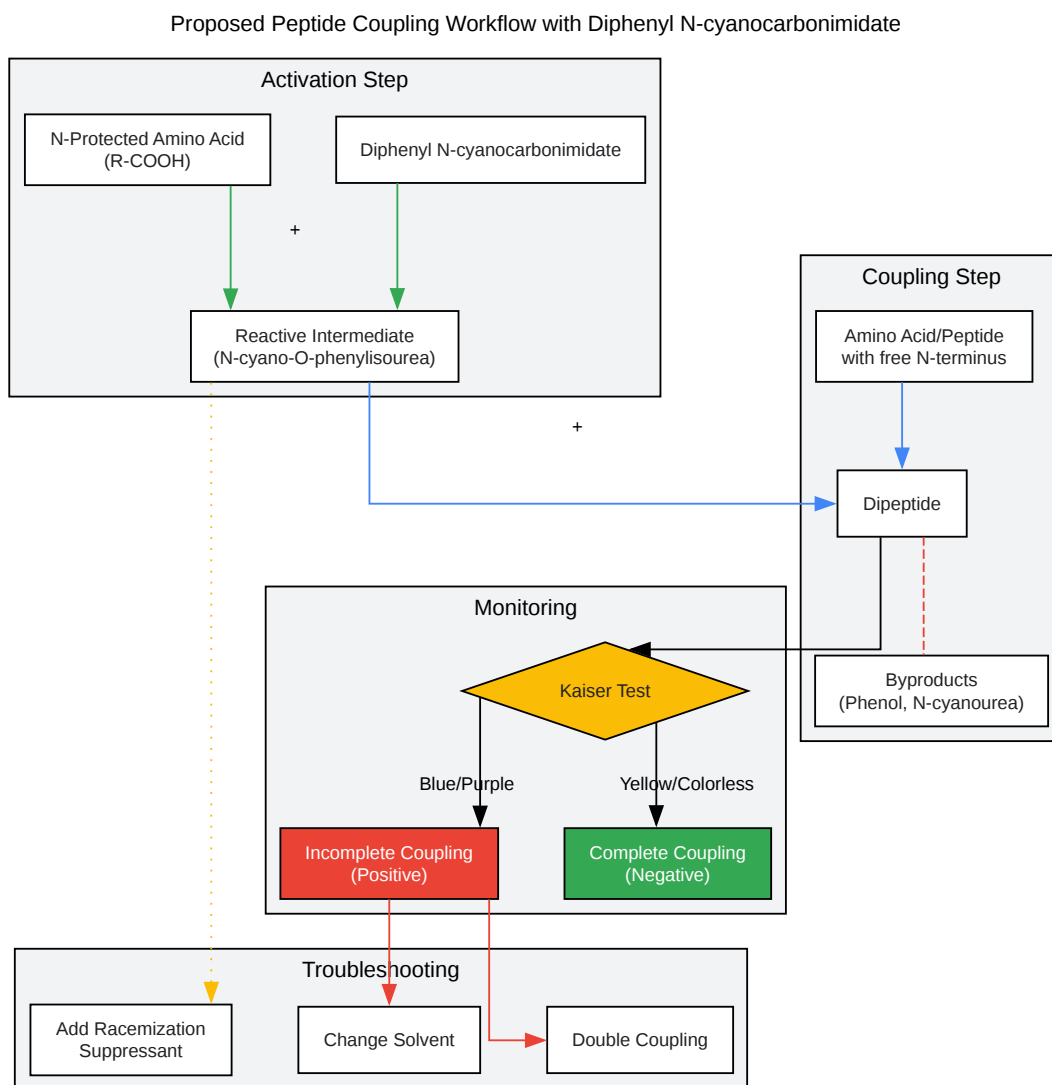 Proposed Peptide Coupling Workflow with Diphenyl N-cyanocarbonimidate
Activation Step
N-Protected Amino Acid
(R-COOH)
Diphenyl N-cyanocarbonimidate
+
Reactive Intermediate
(N-cyano-O-phenylisourea)
Coupling Step
Amino Acid/Peptide
with free N-terminus
+
Dipeptide
Byproducts
(Phenol, N-cyanourea)
Monitoring
Kaiser Test
Blue/Purple
Yellow/Colorless
Incomplete Coupling
(Positive)
Complete Coupling
(Negative)
Troubleshooting
Add Racemization
Suppressant
Change Solvent
Double Coupling